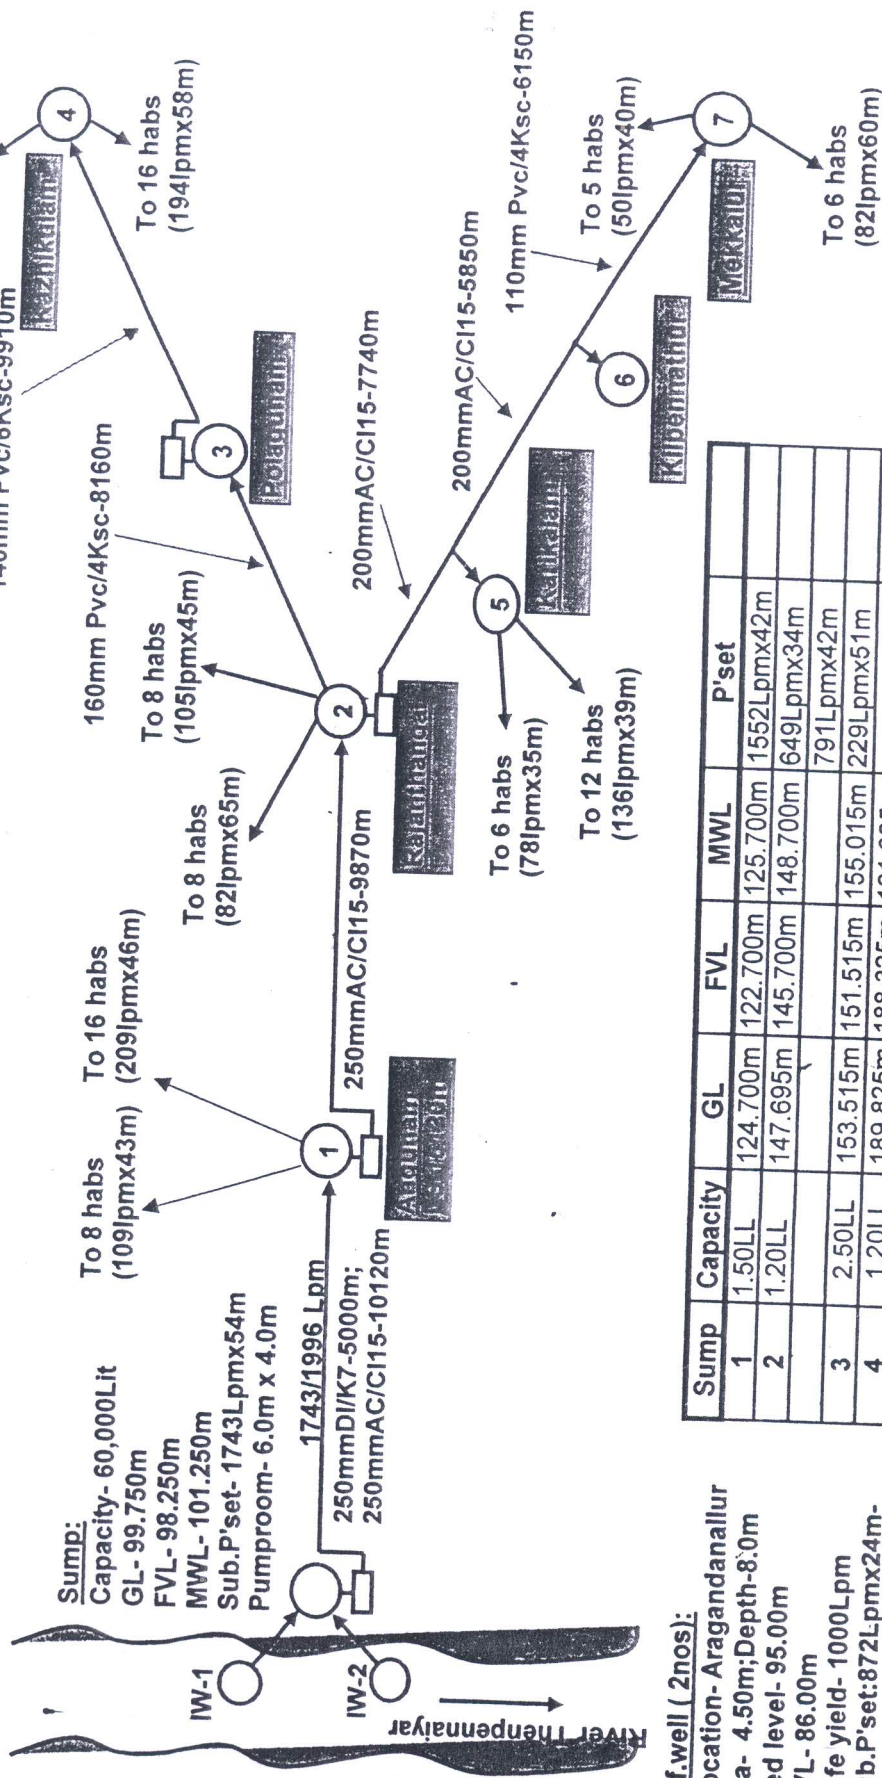 Sump:
Capacity- 60,000Lit
GL- 99.750m
FVL- 98.250m
MWL- 101.250m
Sub.P'set- 1743Lpmx54m
Pumproom- 6.0m x 4.0m
IW-1
IW-2
River Thenpennaiyar
1743/1996 Lpm
250mmDI/K7-5000m;
250mmAC/CI15-10120m
To 8 habs
(109lpmx43m)
To 16 habs
(209lpmx46m)
1
250mmAC/CI15-9870m
To 8 habs
(82lpmx65m)
To 8 habs
(105lpmx45m)
2
Rajanthangal
160mm Pvc/4Ksc-8160m
3
140mm Pvc/6Ksc-9910m
Kazhikulam
4
To 16 habs
(194lpmx58m)
200mmAC/CI15-7740m
To 6 habs
(78lpmx35m)
To 12 habs
(136lpmx39m)
5
200mmAC/CI15-5850m
6
Kilpennathur
110mm Pvc/4Ksc-6150m
To 5 habs
(50lpmx40m)
7
Mekkalur
To 6 habs
(82lpmx60m)
f.well ( 2nos):
ocation- Aragandanallur
a- 4.50m;Depth-8.0m
ed level- 95.00m
L- 86.00m
fe yield- 1000Lpm
b.P'set:872Lpmx24m-
Sump Capacity GL FVL MWL P'set
1 1.50LL 124.700m 122.700m 125.700m 1552Lpmx42m
2 1.20LL 147.695m 145.700m 148.700m 649Lpmx34m
791Lpmx42m
3 2.50LL 153.515m 151.515m 155.015m 229Lpmx51m
4 1.20LL 189.825m